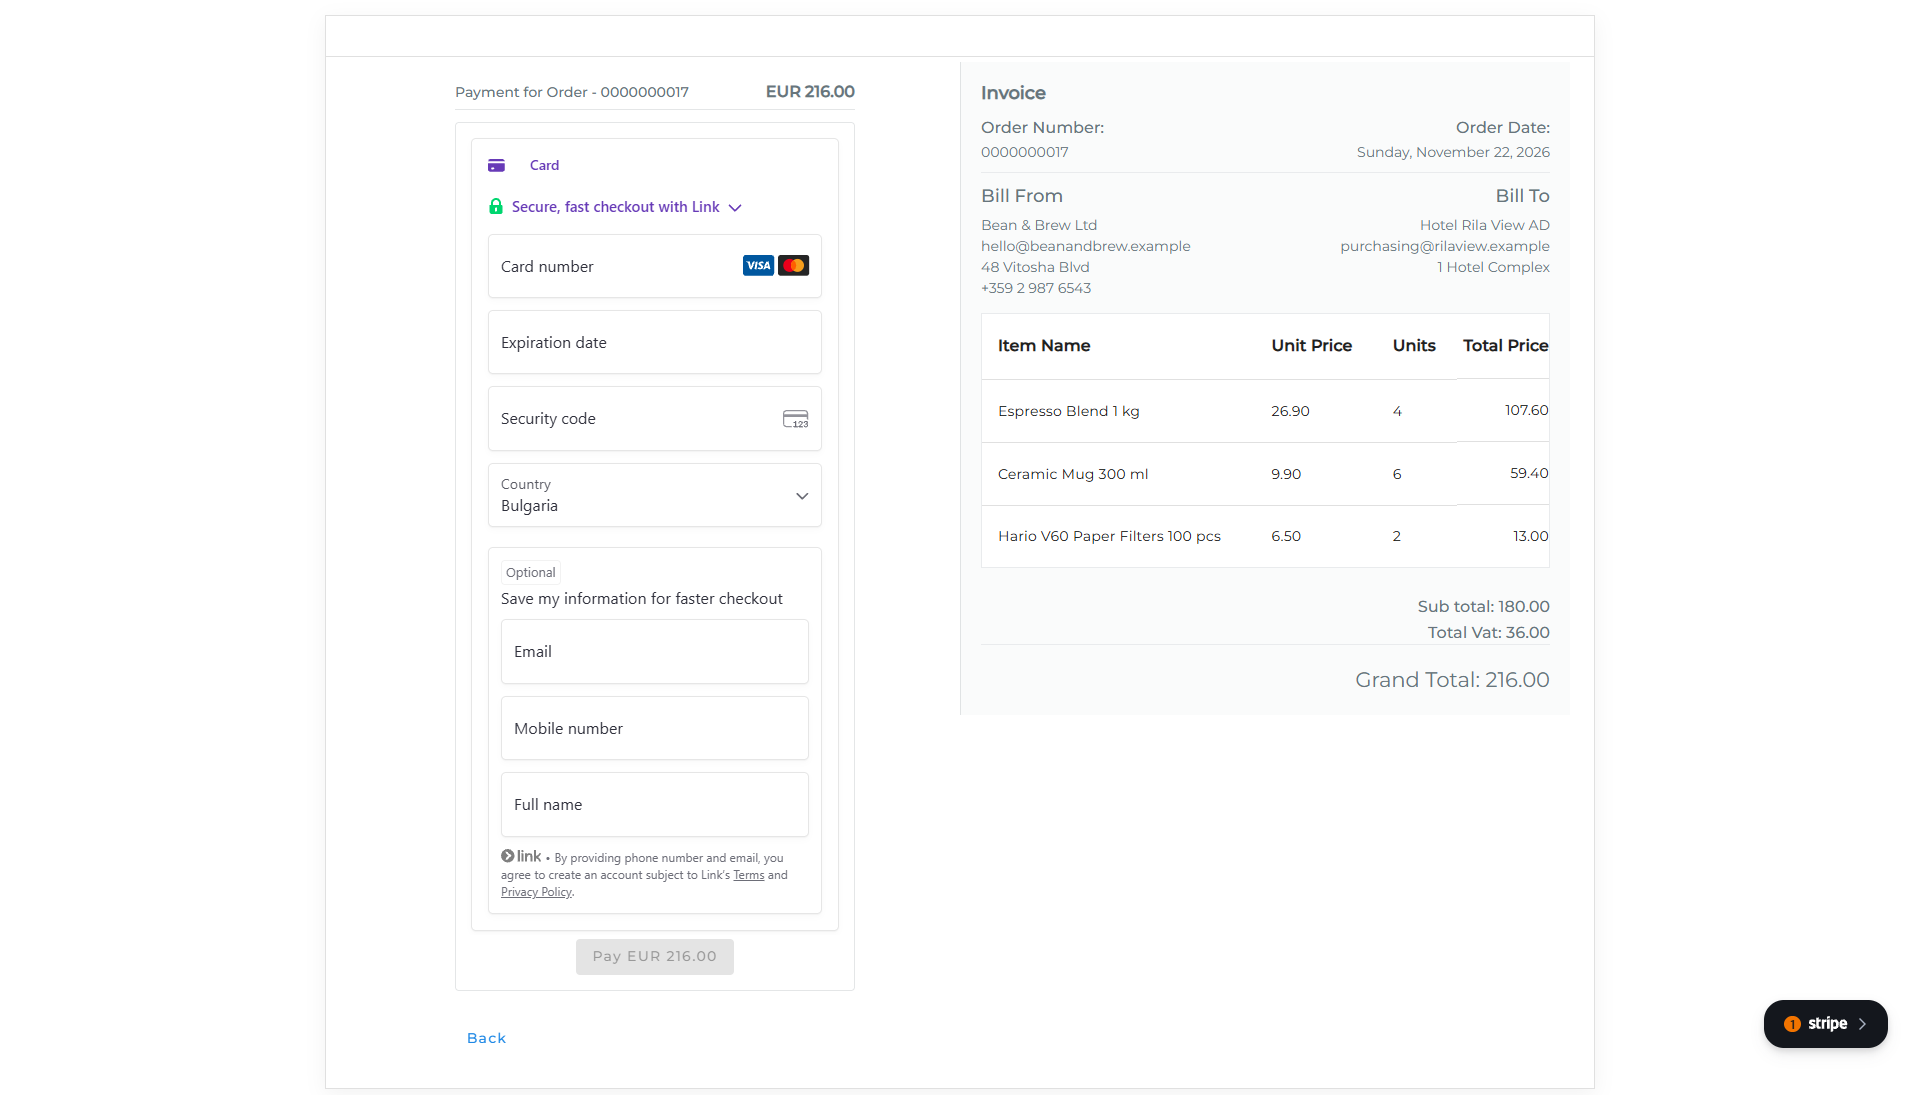 Payment for Order - 0000000017 EUR 216.00
Card
Secure, fast checkout with Link
Card number VISA
Expiration date
Security code 123
Country
Bulgaria
Optional
Save my information for faster checkout
Email
Mobile number
Full name
link • By providing phone number and email, you
agree to create an account subject to Link's Terms and
Privacy Policy.
Pay EUR 216.00
Back
Invoice
Order Number: Order Date:
0000000017 Sunday, November 22, 2026
Bill From Bill To
Bean & Brew Ltd Hotel Rila View AD
hello@beanandbrew.example purchasing@rilaview.example
48 Vitosha Blvd 1 Hotel Complex
+359 2 987 6543
Item Name Unit Price Units Total Price
Espresso Blend 1 kg 26.90 4 107.60
Ceramic Mug 300 ml 9.90 6 59.40
Hario V60 Paper Filters 100 pcs 6.50 2 13.00
Sub total: 180.00
Total Vat: 36.00
Grand Total: 216.00
1 stripe